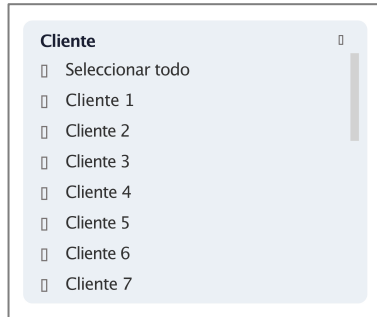 Cliente
Seleccionar todo
Cliente 1
Cliente 2
Cliente 3
Cliente 4
Cliente 5
Cliente 6
Cliente 7